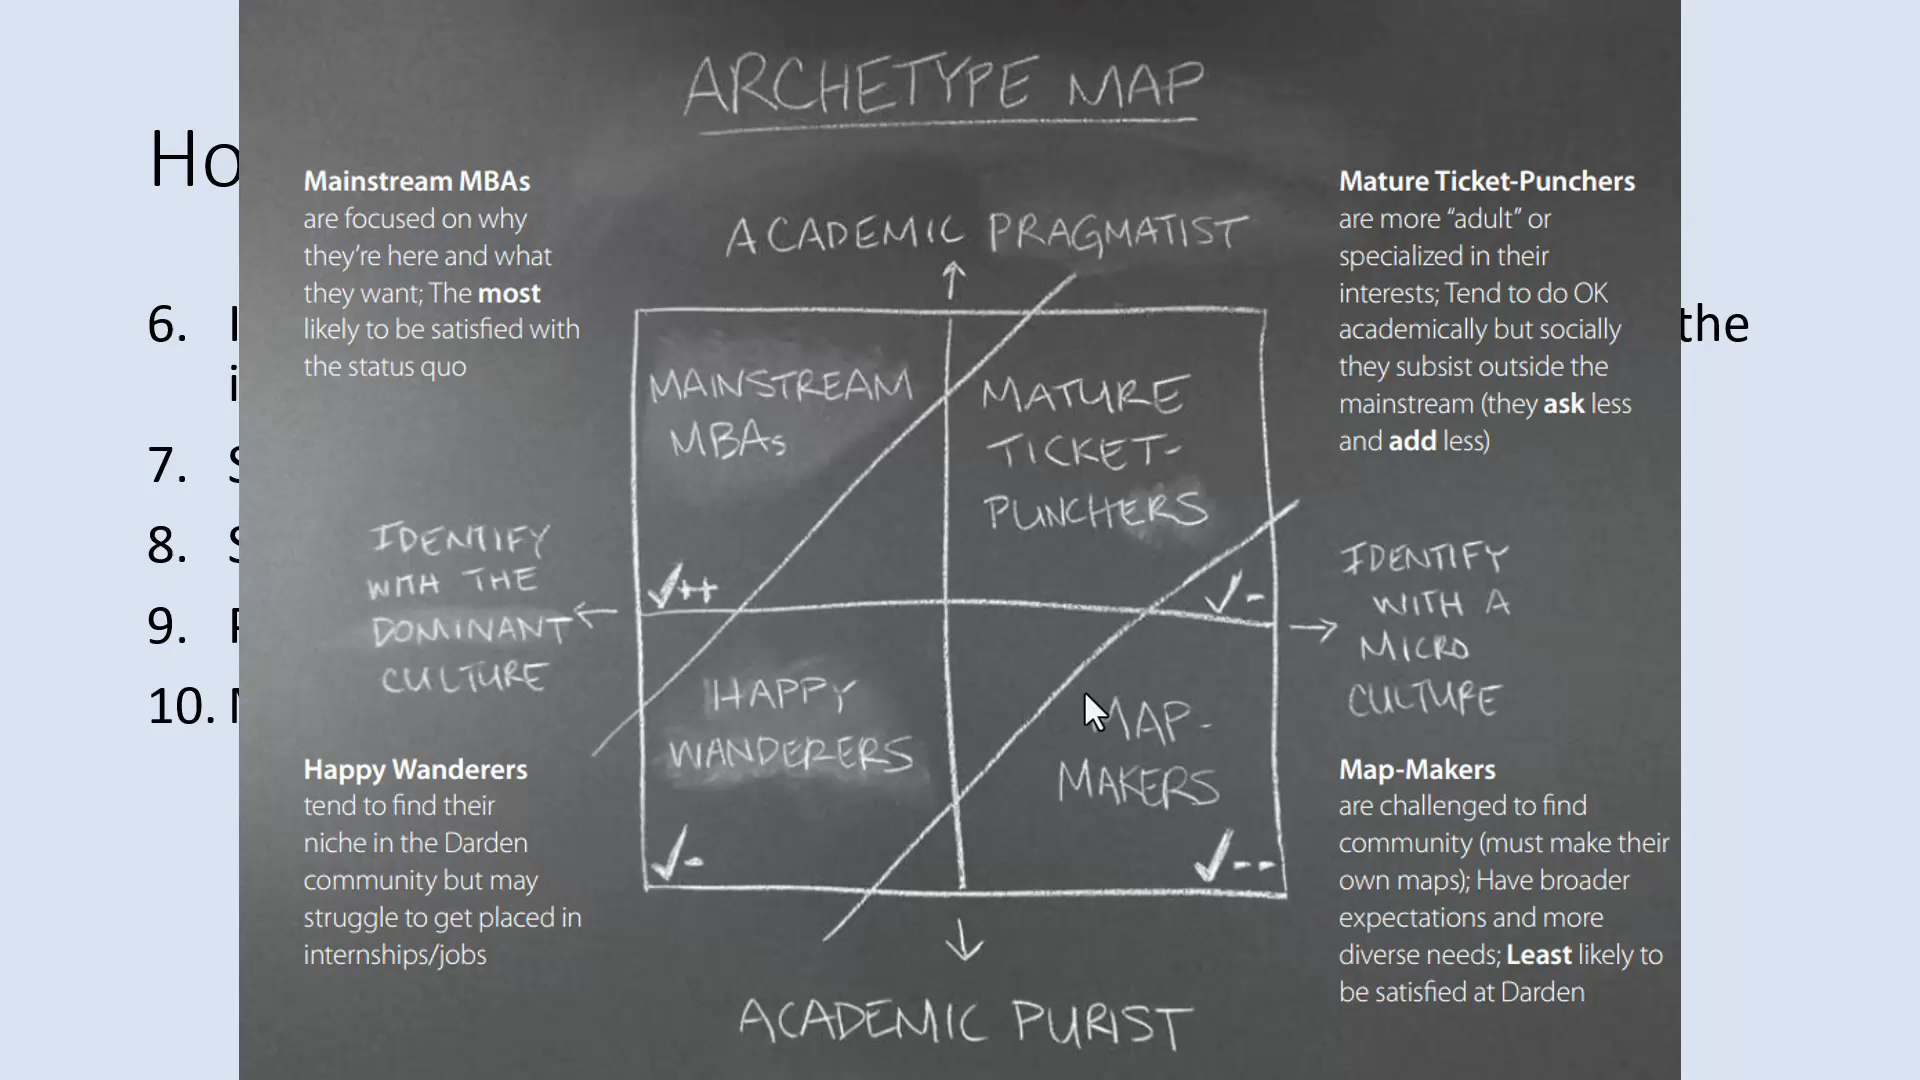 ARCHETYPE MAP
Ho
6.
the
i
7. S
8. S
9.
10.
Mainstream MBAs
are focused on why
they're here and what
they want; The most
likely to be satisfied with
the status quo
Mature Ticket-Punchers
are more “adult” or
specialized in their
interests; Tend to do OK
academically but socially
they subsist outside the
mainstream (they ask less
and add less)
ACADEMIC PRAGMATIST
MAINSTREAM
MBAs
✓++
MATURE
TICKET-
PUNCHERS
✓-
IDENTIFY
WITH THE
DOMINANT
CULTURE
IDENTIFY
WITH A
MICRO
CULTURE
HAPPY
WANDERERS
✓-
MAP-
MAKERS
✓--
Happy Wanderers
tend to find their
niche in the Darden
community but may
struggle to get placed in
internships/jobs
Map-Makers
are challenged to find
community (must make their
own maps); Have broader
expectations and more
diverse needs; Least likely to
be satisfied at Darden
ACADEMIC PURIST